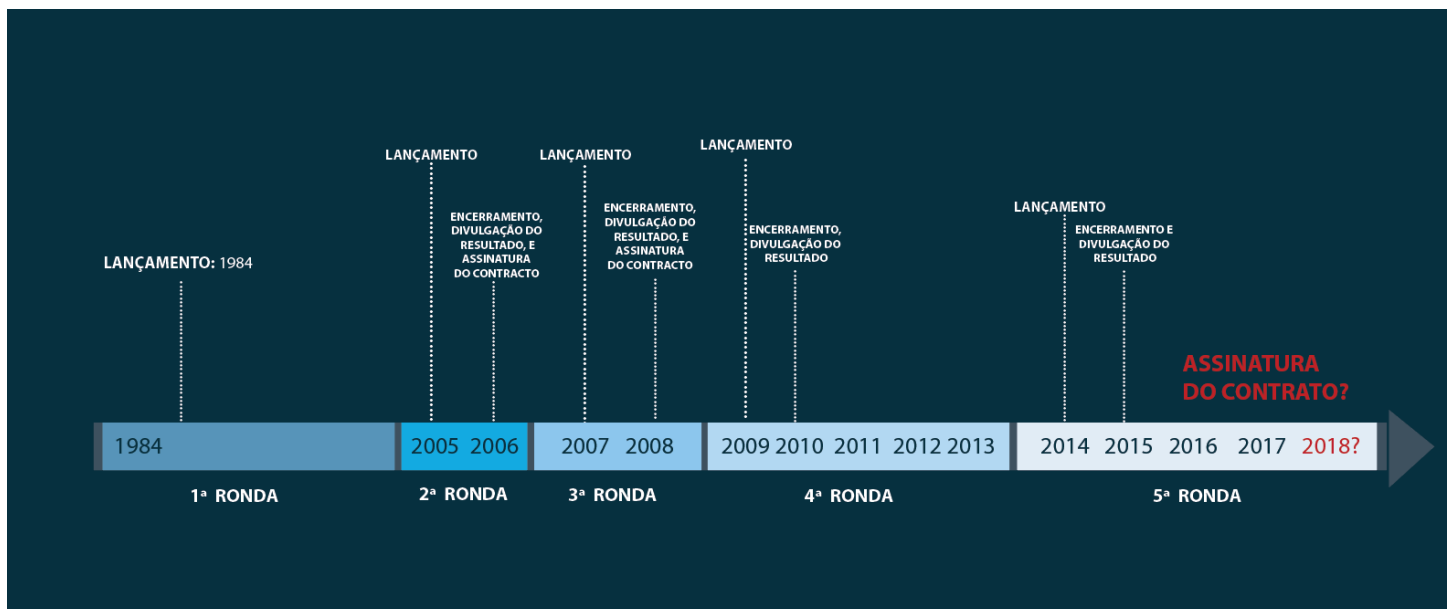 LANÇAMENTO: 1984
LANÇAMENTO
ENCERRAMENTO,
DIVULGAÇÃO DO
RESULTADO, E
ASSINATURA
DO CONTRACTO
LANÇAMENTO
ENCERRAMENTO,
DIVULGAÇÃO DO
RESULTADO, E
ASSINATURA
DO CONTRACTO
LANÇAMENTO
ENCERRAMENTO,
DIVULGAÇÃO DO
RESULTADO
LANÇAMENTO
ENCERRAMENTO E
DIVULGAÇÃO DO
RESULTADO
ASSINATURA
DO CONTRATO?
1984 2005 2006 2007 2008 2009 2010 2011 2012 2013 2014 2015 2016 2017 2018?
1ª RONDA 2ª RONDA 3ª RONDA 4ª RONDA 5ª RONDA